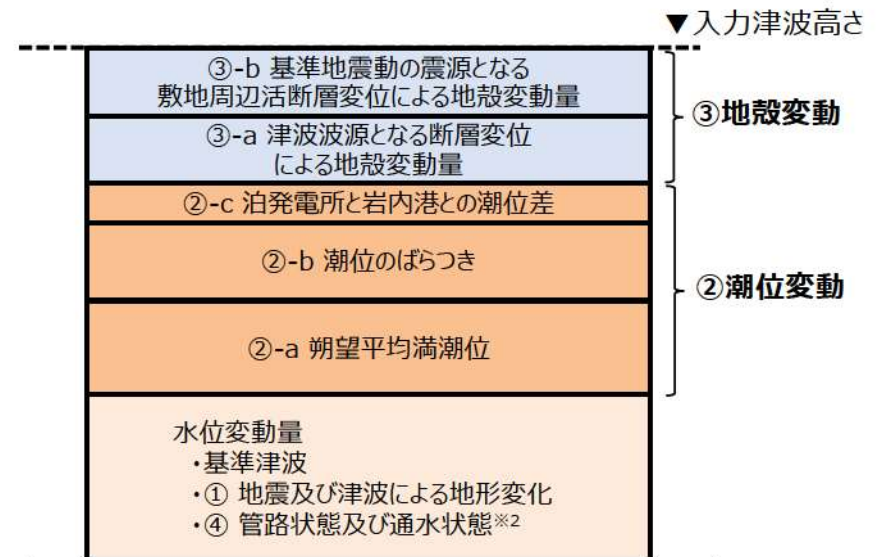 ▼入力津波高さ
③-b 基準地震動の震源となる
敷地周辺活断層変位による地殻変動量
③-a 津波波源となる断層変位
による地殻変動量
③地殻変動
②-c 泊発電所と岩内港との潮位差
②-b 潮位のばらつき
②-a 朔望平均満潮位
②潮位変動
水位変動量
・基準津波
・① 地震及び津波による地形変化
・④ 管路状態及び通水状態※2